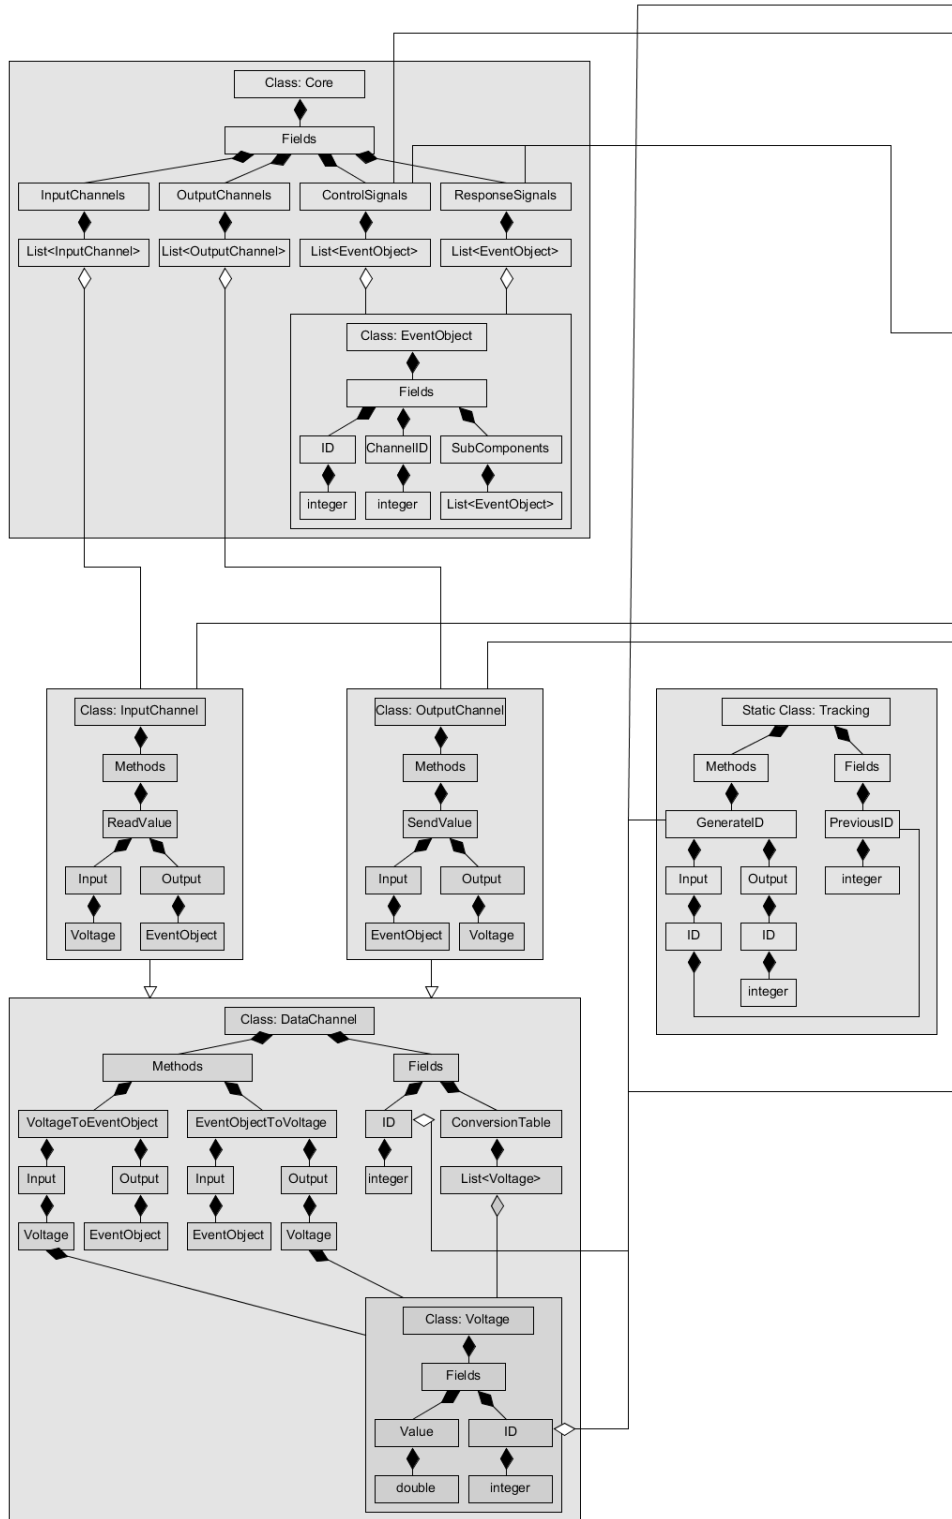 Class: Core
Fields
InputChannels
OutputChannels
ControlSignals
ResponseSignals
List<InputChannel>
List<OutputChannel>
List<EventObject>
List<EventObject>
Class: EventObject
Fields
ID
ChannelID
SubComponents
integer
integer
List<EventObject>
Class: InputChannel
Methods
ReadValue
Input
Output
Voltage
EventObject
Class: OutputChannel
Methods
SendValue
Input
Output
EventObject
Voltage
Static Class: Tracking
Methods
Fields
GenerateID
PreviousID
Input
Output
integer
ID
ID
integer
Class: DataChannel
Methods
Fields
VoltageToEventObject
EventObjectToVoltage
ID
ConversionTable
Input
Output
Input
Output
integer
List<Voltage>
Voltage
EventObject
EventObject
Voltage
Class: Voltage
Fields
Value
ID
double
integer